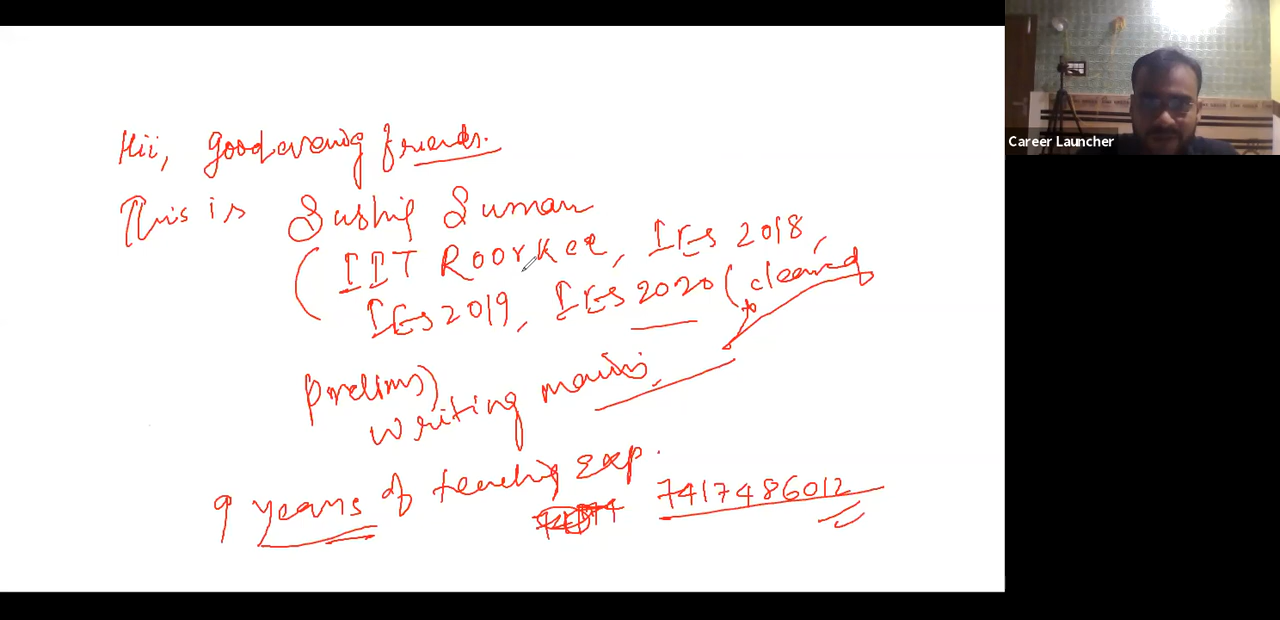 Hii, good evening friends.
This is Sushil Suman
(IIT Roorkee, IES 2018,
IES 2019, IES 2020 (cleared
prelims)
writing mains,
9 years of teaching exp.
7417486012
Career Launcher